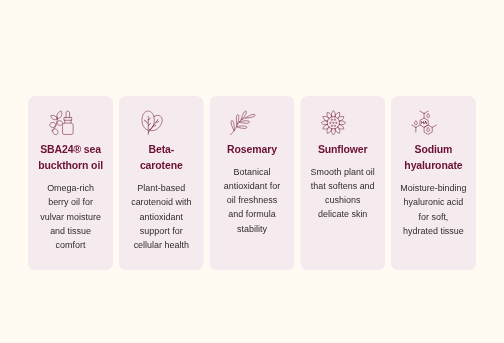 SBA24® sea
buckthorn oil
Omega-rich
berry oil for
vulvar moisture
and tissue
comfort
Beta-
carotene
Plant-based
carotenoid with
antioxidant
support for
cellular health
Rosemary
Botanical
antioxidant for
oil freshness
and formula
stability
Sunflower
Smooth plant oil
that softens and
cushions
delicate skin
HA
Sodium
hyaluronate
Moisture-binding
hyaluronic acid
for soft,
hydrated tissue